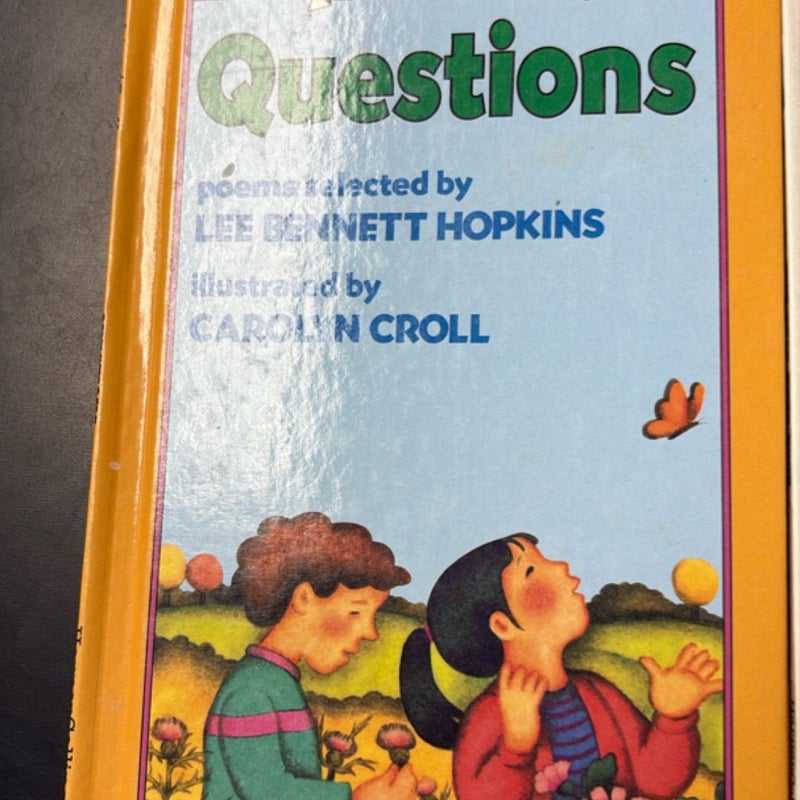 Questions
poems selected by
LEE BENNETT HOPKINS
illustrated by
CAROLYN CROLL